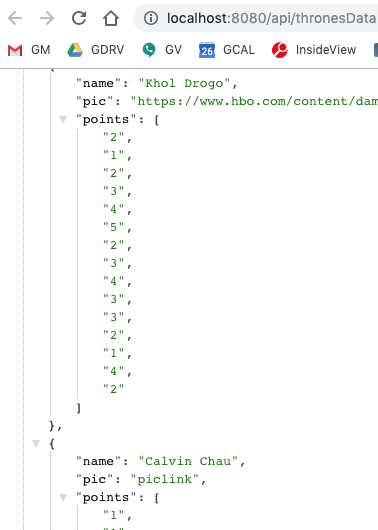 localhost:8080/api/thronesData
GM GDRV GV 26 GCAL InsideView
"name": "Khol Drogo",
"pic": "https://www.hbo.com/content/dam
"points": [
"2",
"1",
"2",
"3",
"4",
"5",
"2",
"3",
"4",
"3",
"3",
"2",
"1",
"4",
"2"
]
},
{
"name": "Calvin Chau",
"pic": "piclink",
"points": [
"1",